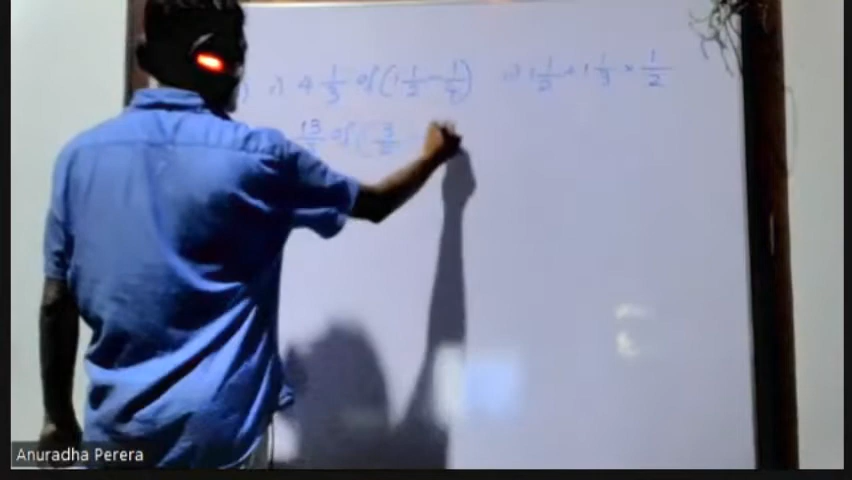 ) i) 4 1/3 of (1 1/2 - 1/4) ii) 1 1/2 + 1 1/3 × 1/2
13/3 of ( 3/2
Anuradha Perera